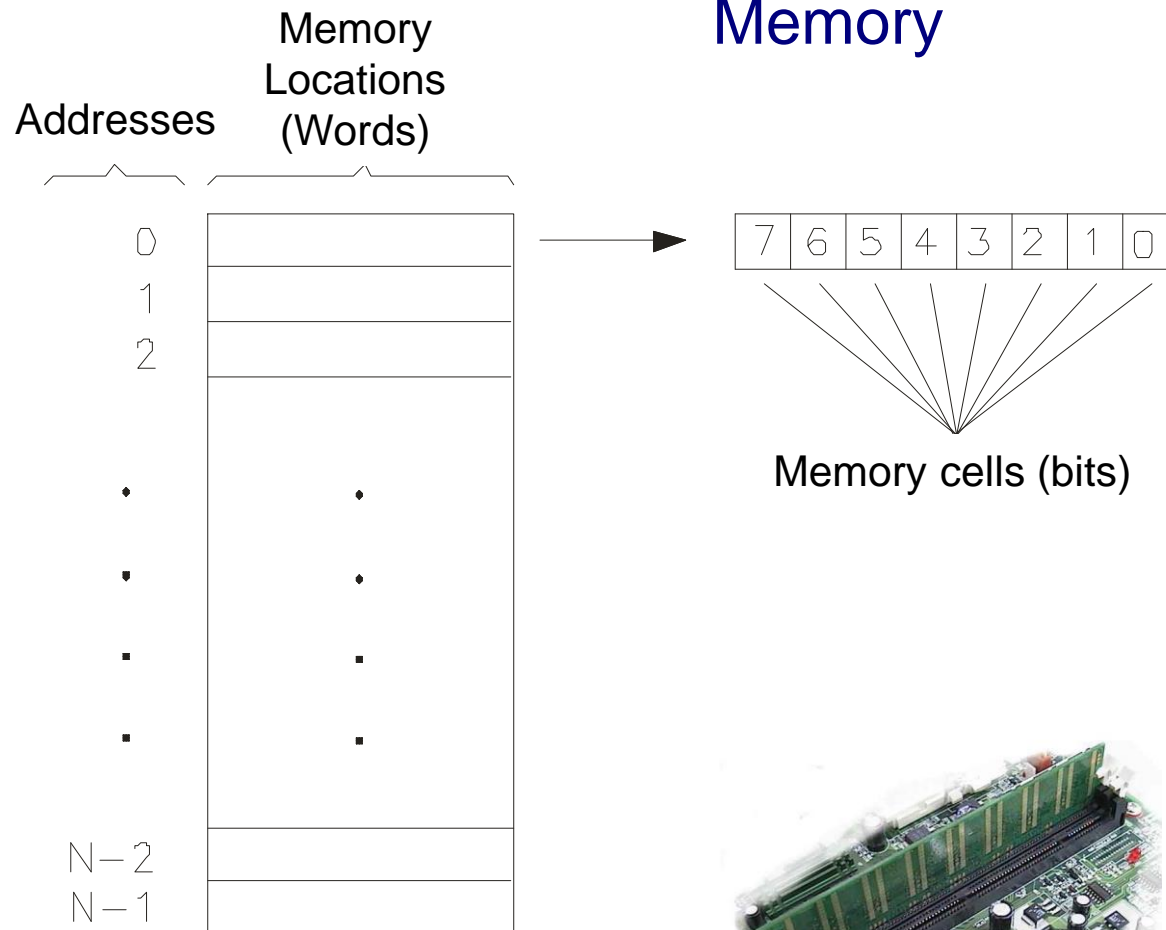 Memory
Memory
Locations
(Words)
Addresses
0
1
2
N-2
N-1
7 6 5 4 3 2 1 0
Memory cells (bits)